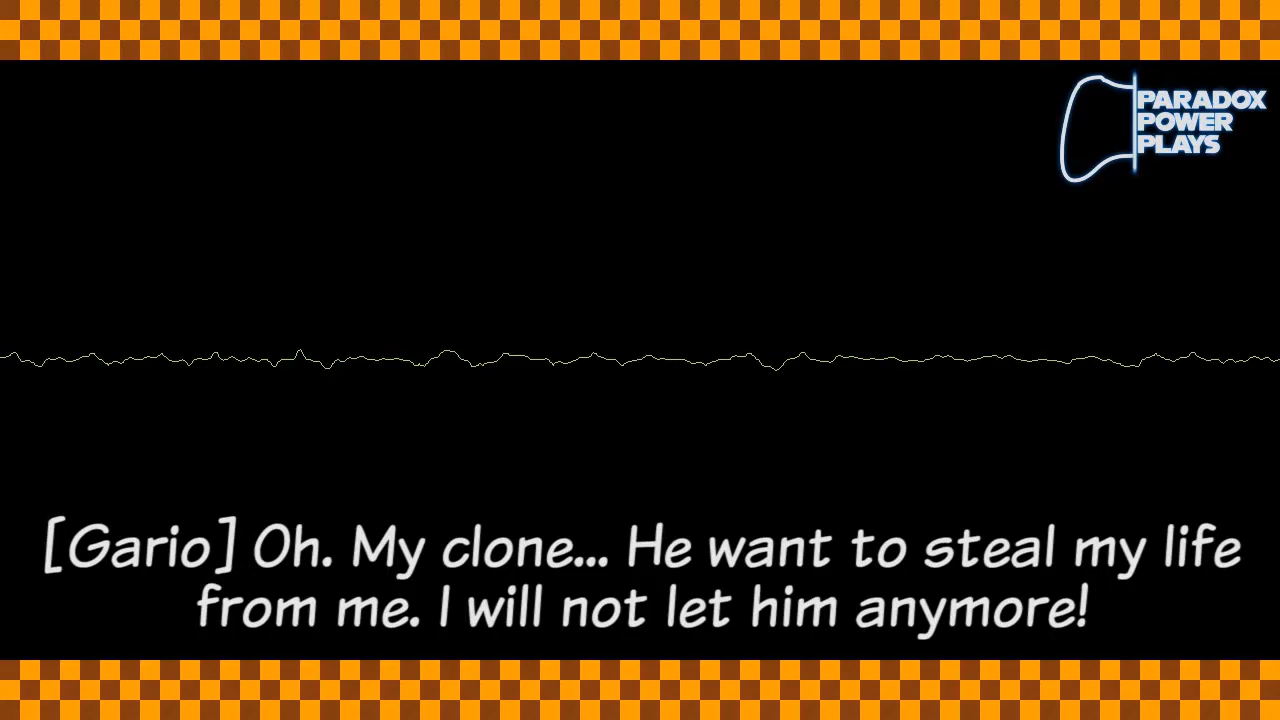 PARADOX
POWER
PLAYS
[Gario] Oh. My clone... He want to steal my life
from me. I will not let him anymore!